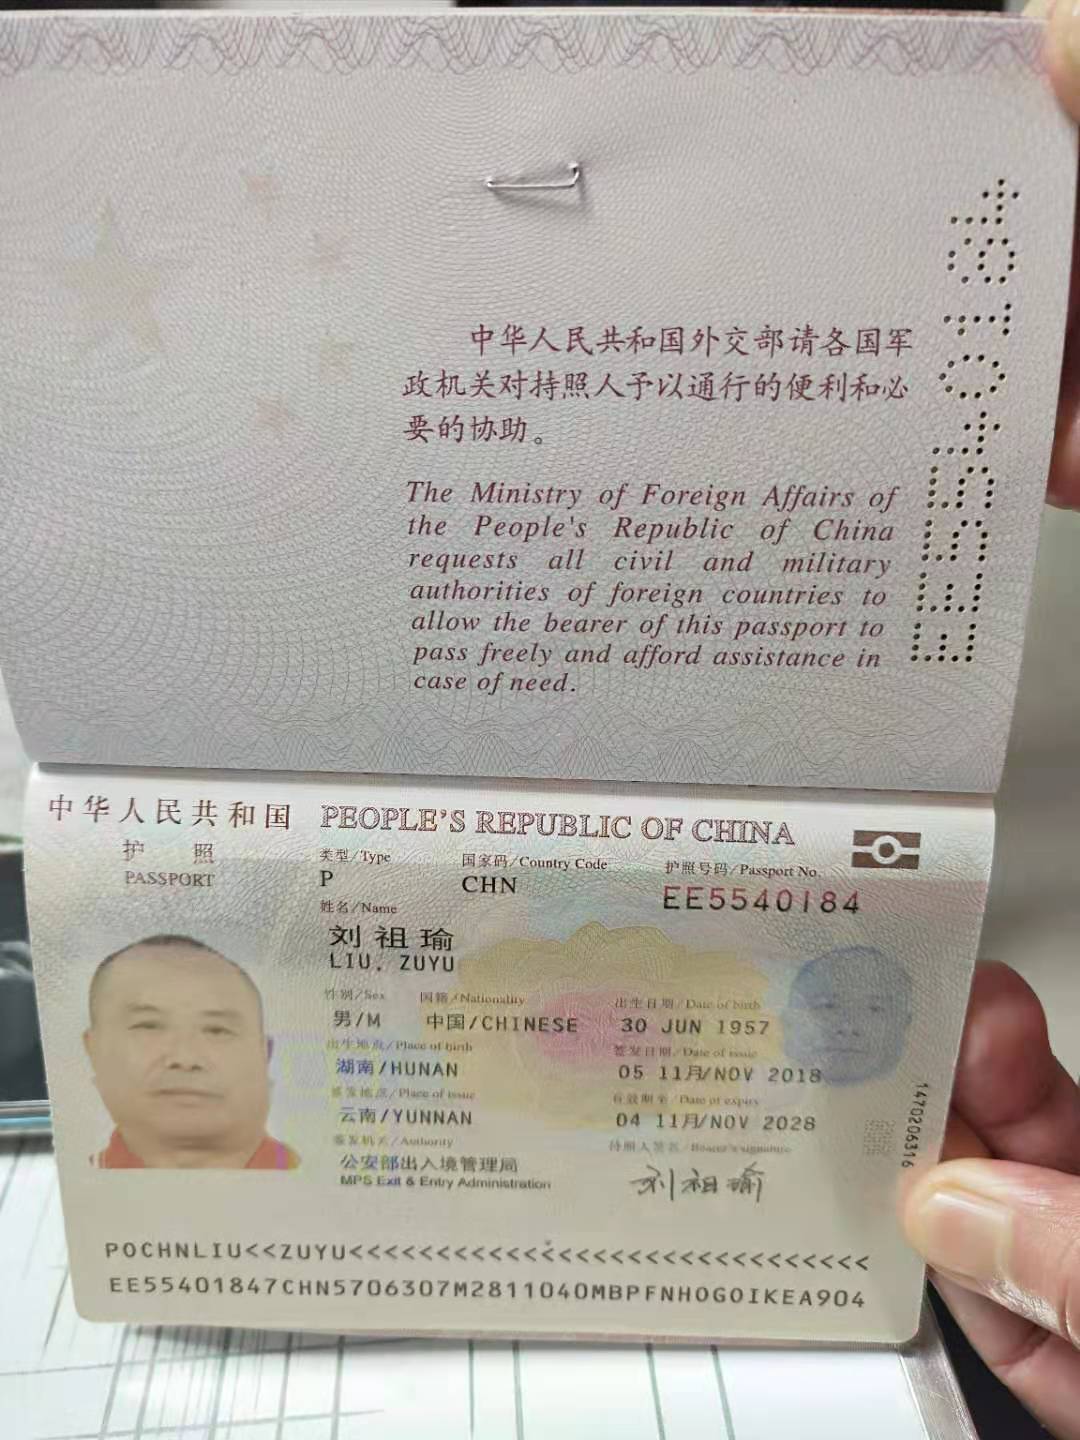 中华人民共和国外交部请各国军
政机关对持照人予以通行的便利和必
要的协助。
The Ministry of Foreign Affairs of
the People's Republic of China
requests all civil and military
authorities of foreign countries to
allow the bearer of this passport to
pass freely and afford assistance in
case of need.
EE5540184
中华人民共和国 PEOPLE'S REPUBLIC OF CHINA
护照
PASSPORT
类型/Type 国家码/Country Code 护照号码/Passport No.
P CHN EE5540184
姓名/Name
刘祖瑜
LIU, ZUYU
性别/Sex 国籍/Nationality 出生日期/Date of birth
男/M 中国/CHINESE 30 JUN 1957
出生地点/Place of birth 签发日期/Date of issue
湖南/HUNAN 05 11月/NOV 2018
签发地点/Place of issue 有效期至/Date of expiry
云南/YUNNAN 04 11月/NOV 2028
签发机关/Authority 持照人签名/Bearer's signature
公安部出入境管理局
MPS Exit & Entry Administration
刘祖瑜
1470206316
POCHNLIU<<ZUYU<<<<<<<<<<<<<<<<<<<<<<<<<<<<<<
EE55401847CHN5706307M2811040MBPFNHOGOIKEA904